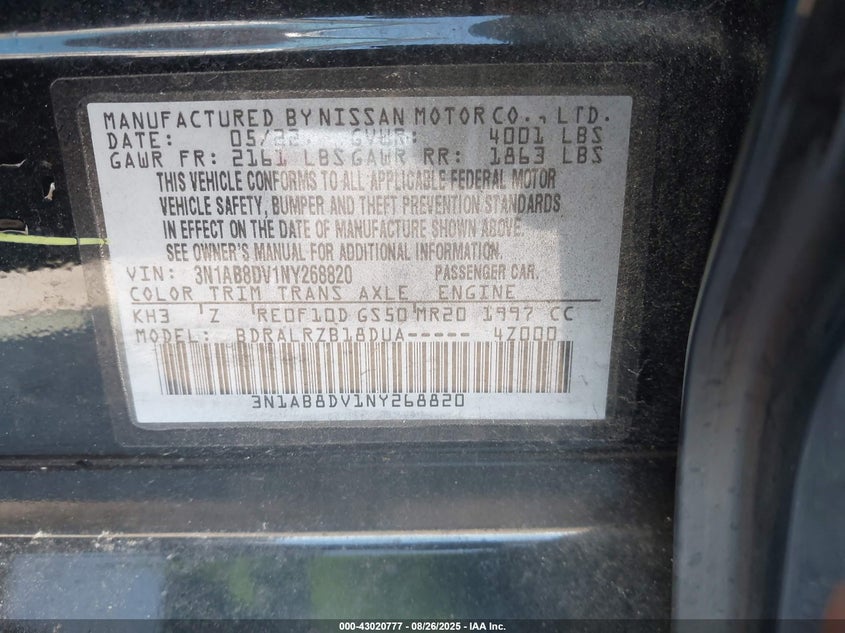 MANUFACTURED BY NISSAN MOTOR CO., LTD.
DATE: 05/22 GVWR: 4001 LBS
GAWR FR: 2161 LBS GAWR RR: 1863 LBS
THIS VEHICLE CONFORMS TO ALL APPLICABLE FEDERAL MOTOR
VEHICLE SAFETY, BUMPER AND THEFT PREVENTION STANDARDS
IN EFFECT ON THE DATE OF MANUFACTURE SHOWN ABOVE.
SEE OWNER'S MANUAL FOR ADDITIONAL INFORMATION.
VIN: 3N1AB8DV1NY268820 PASSENGER CAR.
COLOR TRIM TRANS AXLE ENGINE
KH3 'Z 'RE0F10D GS50'MR20 1997 CC
MODEL: BDRALRZB18DUA----- 4Z000
3N1AB8DV1NY268820
000-43020777 - 08/26/2025 - IAA Inc.